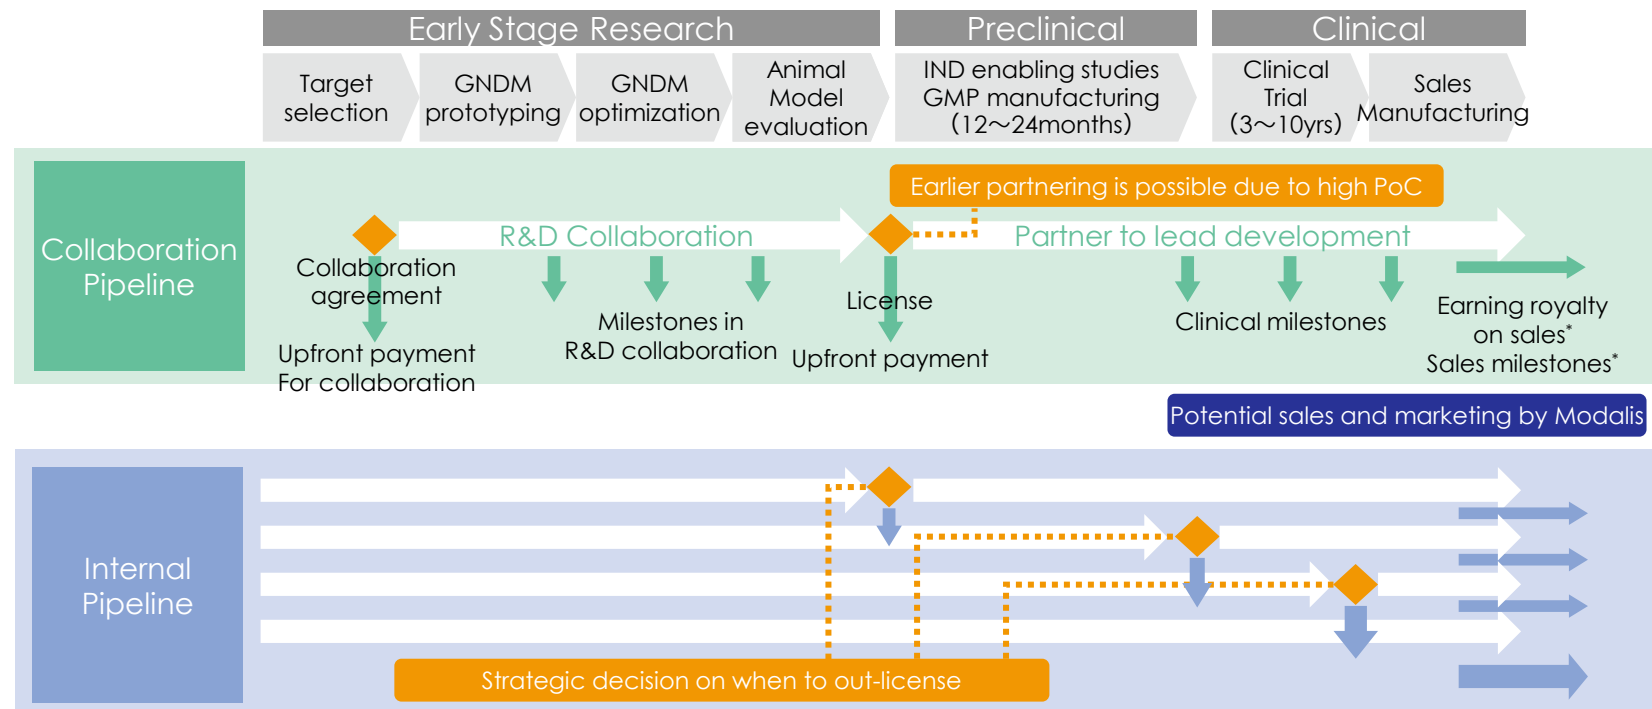 Early Stage Research
Preclinical
Clinical
Target
selection
GNDM
prototyping
GNDM
optimization
Animal
Model
evaluation
IND enabling studies
GMP manufacturing
(12～24months)
Clinical
Trial
(3～10yrs)
Sales
Manufacturing
Collaboration
Pipeline
Earlier partnering is possible due to high PoC
R&D Collaboration
Partner to lead development
Collaboration
agreement
Upfront payment
For collaboration
Milestones in
R&D collaboration
License
Upfront payment
Clinical milestones
Earning royalty
on sales*
Sales milestones*
Potential sales and marketing by Modalis
Internal
Pipeline
Strategic decision on when to out-license